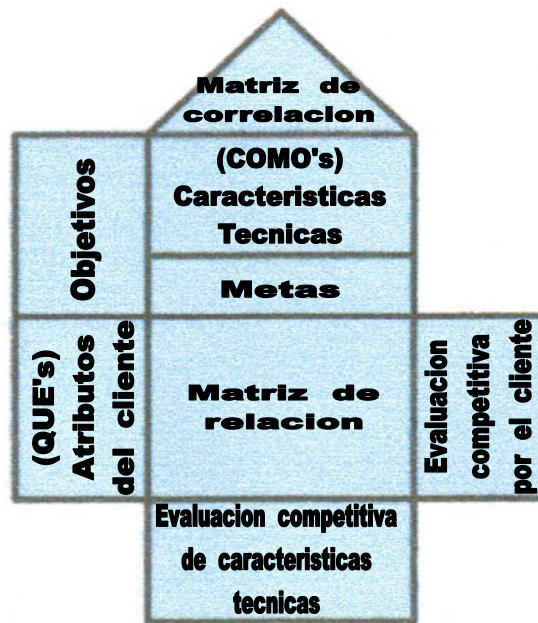 Matriz de
correlacion
(COMO's)
Caracteristicas
Tecnicas
Objetivos
Metas
(QUE's)
Atributos
del cliente
Matriz de
relacion
Evaluacion
competitiva
por el cliente
Evaluacion competitiva
de caracteristicas
tecnicas